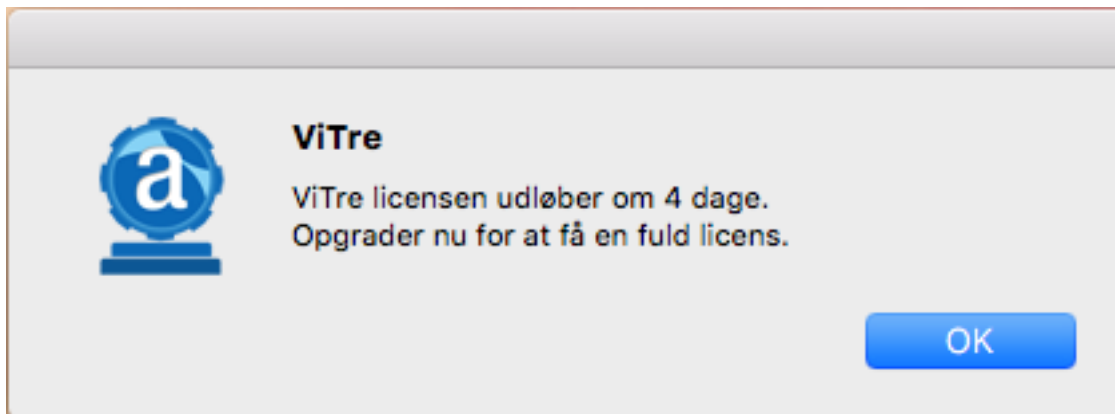 a
ViTre
ViTre licensen udløber om 4 dage.
Opgrader nu for at få en fuld licens.
OK